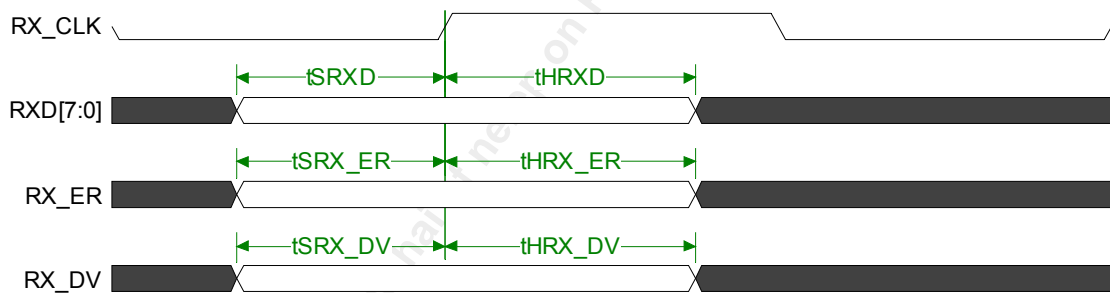 RX_CLK
tSRXD tHRXD
RXD[7:0]
tSRX_ER tHRX_ER
RX_ER
tSRX_DV tHRX_DV
RX_DV